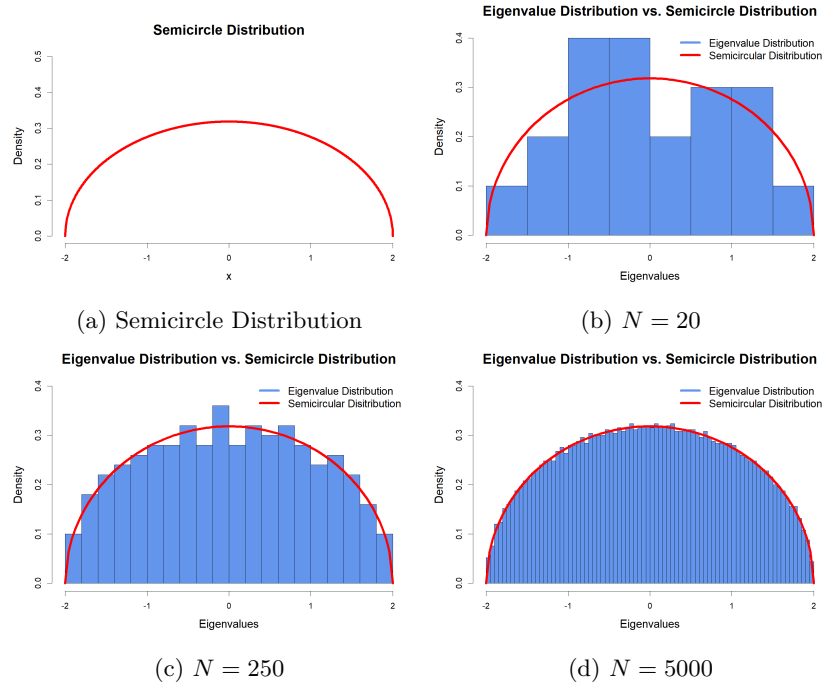 Semicircle Distribution
0.5
0.4
0.3
0.2
0.1
0.0
Density
-2 -1 0 1 2
x
(a) Semicircle Distribution
Eigenvalue Distribution vs. Semicircle Distribution
Eigenvalue Distribution
Semicircular Disitribution
0.4
0.3
0.2
0.1
0.0
Density
-2 -1 0 1 2
Eigenvalues
(b) N = 20
Eigenvalue Distribution vs. Semicircle Distribution
Eigenvalue Distribution
Semicircular Disitribution
0.4
0.3
0.2
0.1
0.0
Density
-2 -1 0 1 2
Eigenvalues
(c) N = 250
Eigenvalue Distribution vs. Semicircle Distribution
Eigenvalue Distribution
Semicircular Disitribution
0.4
0.3
0.2
0.1
0.0
Density
-2 -1 0 1 2
Eigenvalues
(d) N = 5000